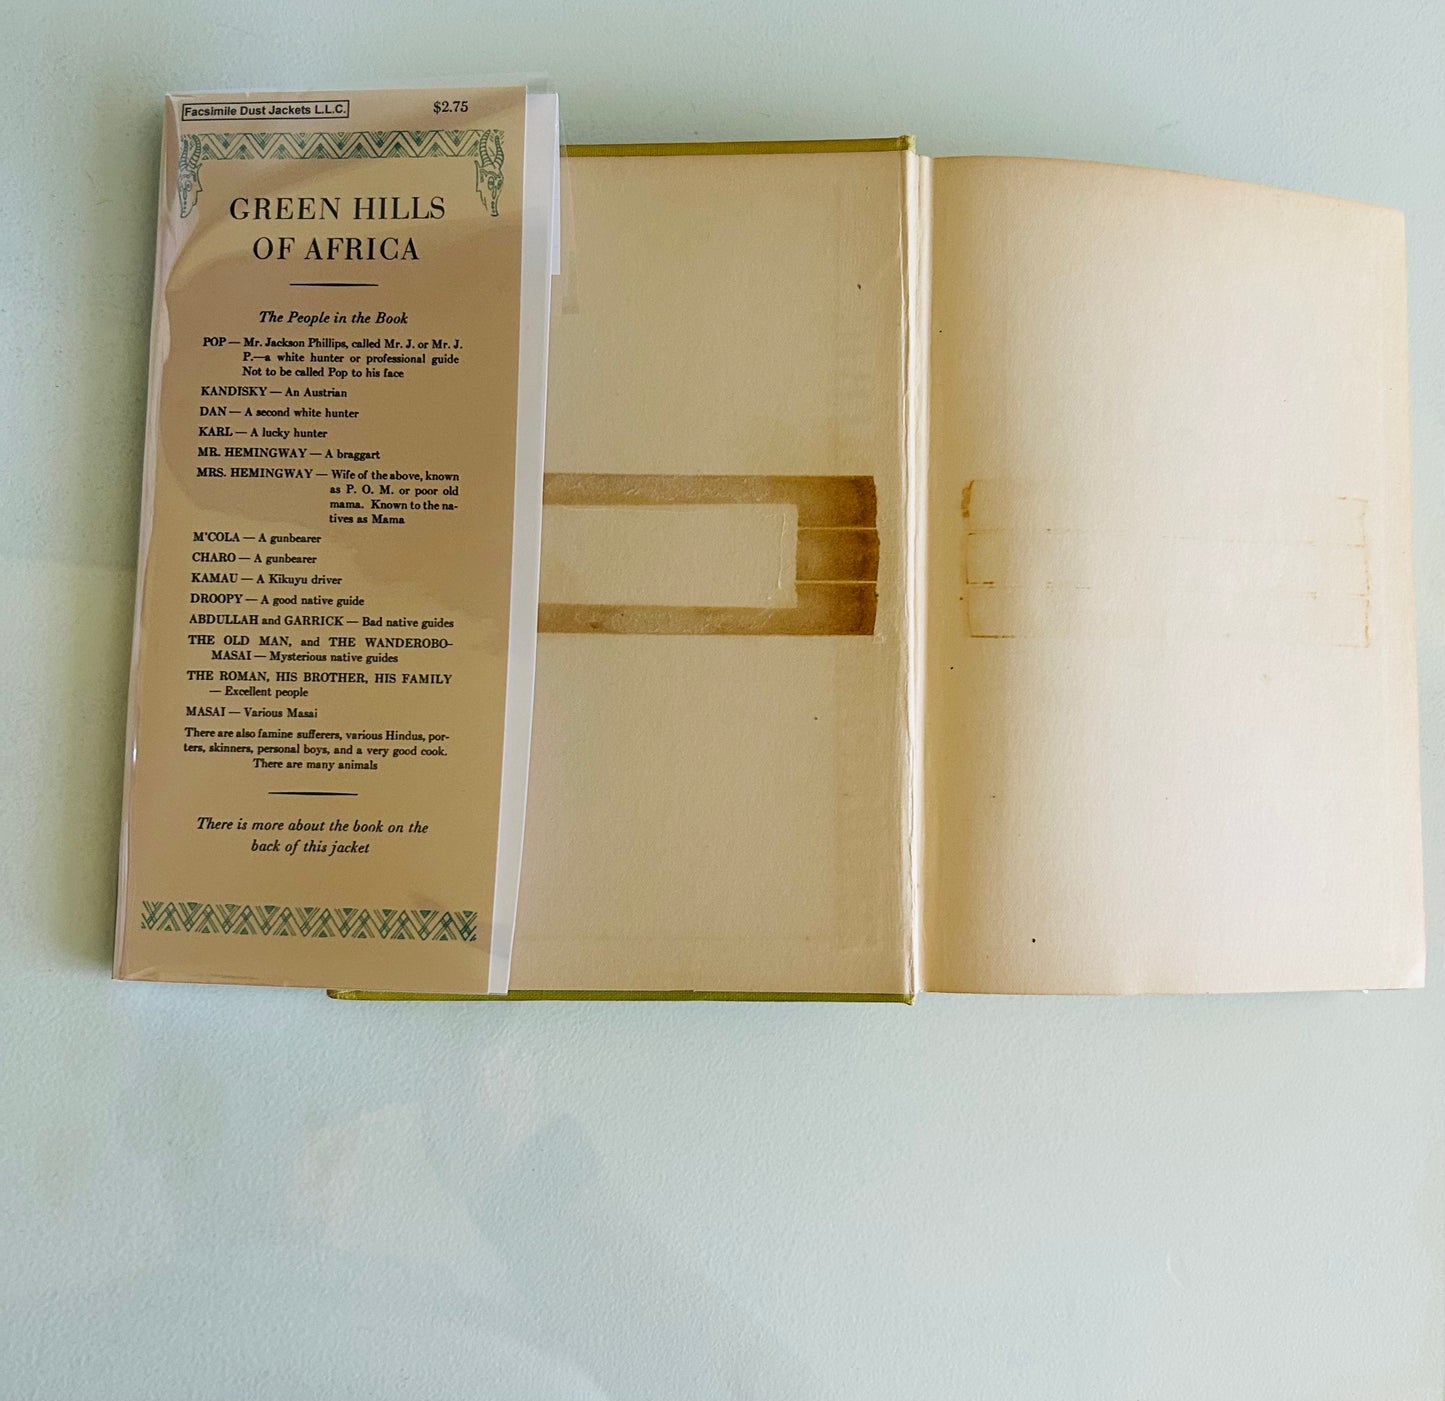 Facsimile Dust Jackets L.L.C. $2.75
GREEN HILLS
OF AFRICA
The People in the Book
POP — Mr. Jackson Phillips, called Mr. J. or Mr. J.
P.—a white hunter or professional guide
Not to be called Pop to his face
KANDISKY — An Austrian
DAN — A second white hunter
KARL — A lucky hunter
MR. HEMINGWAY — A braggart
MRS. HEMINGWAY — Wife of the above, known
as P. O. M. or poor old
mama. Known to the na-
tives as Mama
M'COLA — A gunbearer
CHARO — A gunbearer
KAMAU — A Kikuyu driver
DROOPY — A good native guide
ABDULLAH and GARRICK — Bad native guides
THE OLD MAN, and THE WANDEROBO-
MASAI — Mysterious native guides
THE ROMAN, HIS BROTHER, HIS FAMILY
— Excellent people
MASAI — Various Masai
There are also famine sufferers, various Hindus, por-
ters, skinners, personal boys, and a very good cook.
There are many animals
There is more about the book on the
back of this jacket